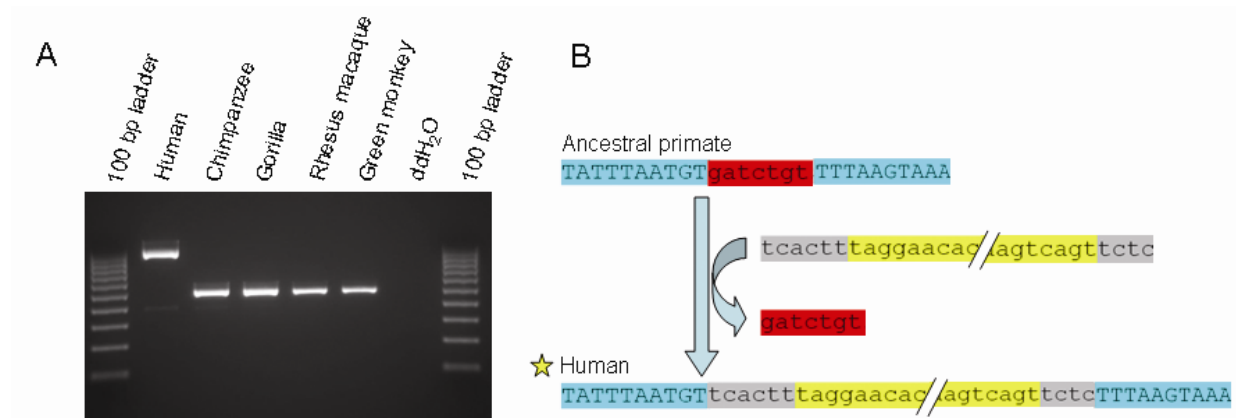 A
100 bp ladder
Human
Chimpanzee
Gorilla
Rhesus macaque
Green monkey
ddH₂O
100 bp ladder
B
Ancestral primate
TATTTAATGTgatctgtTTTAAGTAAA
tcactttaggaacac agtcagttctc
gatctgt
Human
TATTTAATGTtcactttaggaacac agtcagttctcTTTAAGTAAA